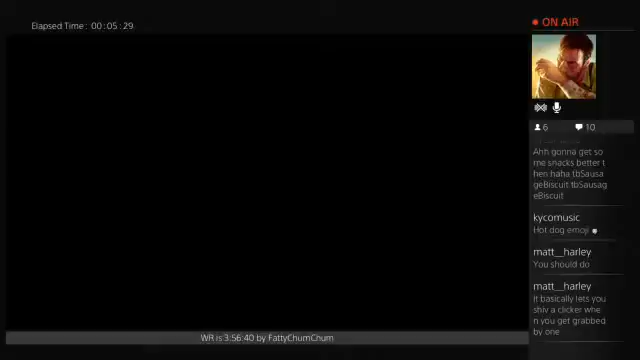 Elapsed Time: 00:05:29
ON AIR
6
10
Ahh gonna get so
me snacks better t
hen haha tbSausa
geBiscuit tbSausag
eBiscuit
kycomusic
Hot dog emoji
matt__harley
You should do
matt__harley
It basically lets you
shiv a clicker whe
n you get grabbed
by one
WR is 3:56:40 by FattyChumChum